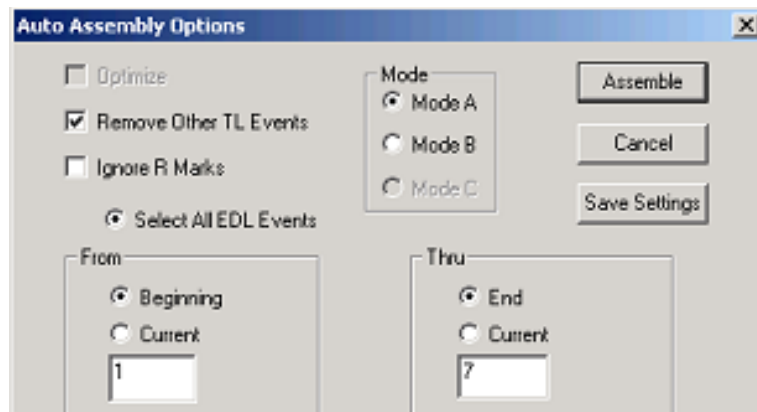 Auto Assembly Options
Optimize
Remove Other TL Events
Ignore R Marks
Select All EDL Events
Mode
Mode A
Mode B
Mode C
Assemble
Cancel
Save Settings
From
Beginning
Current
1
Thru
End
Current
7